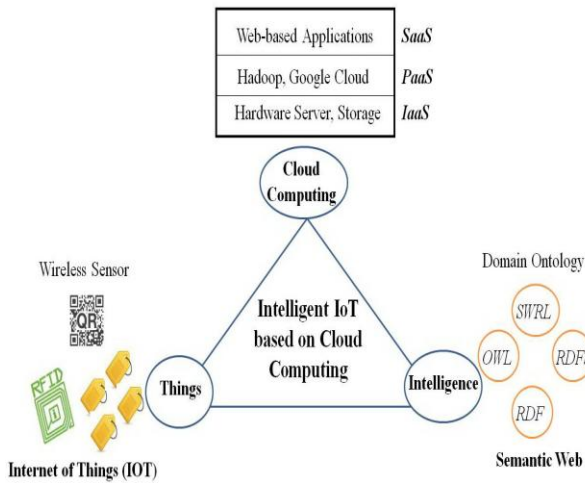 Web-based Applications SaaS
Hadoop, Google Cloud PaaS
Hardware Server, Storage IaaS
Cloud
Computing
Wireless Sensor
QR
RFID
Things
Internet of Things (IOT)
Intelligent IoT
based on Cloud
Computing
Intelligence
Domain Ontology
SWRL
OWL
RDF
Semantic Web